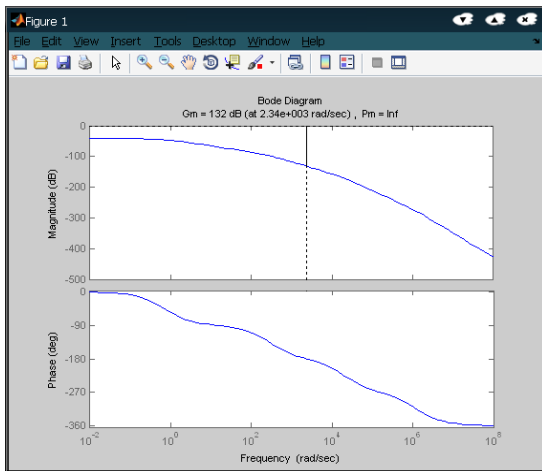 Figure 1
File Edit View Insert Tools Desktop Window Help
Bode Diagram
Gm = 132 dB (at 2.34e+003 rad/sec) , Pm = Inf
Magnitude (dB)
0
-100
-200
-300
-400
-500
Phase (deg)
0
-90
-180
-270
-360
10^-2 10^0 10^2 10^4 10^6 10^8
Frequency (rad/sec)